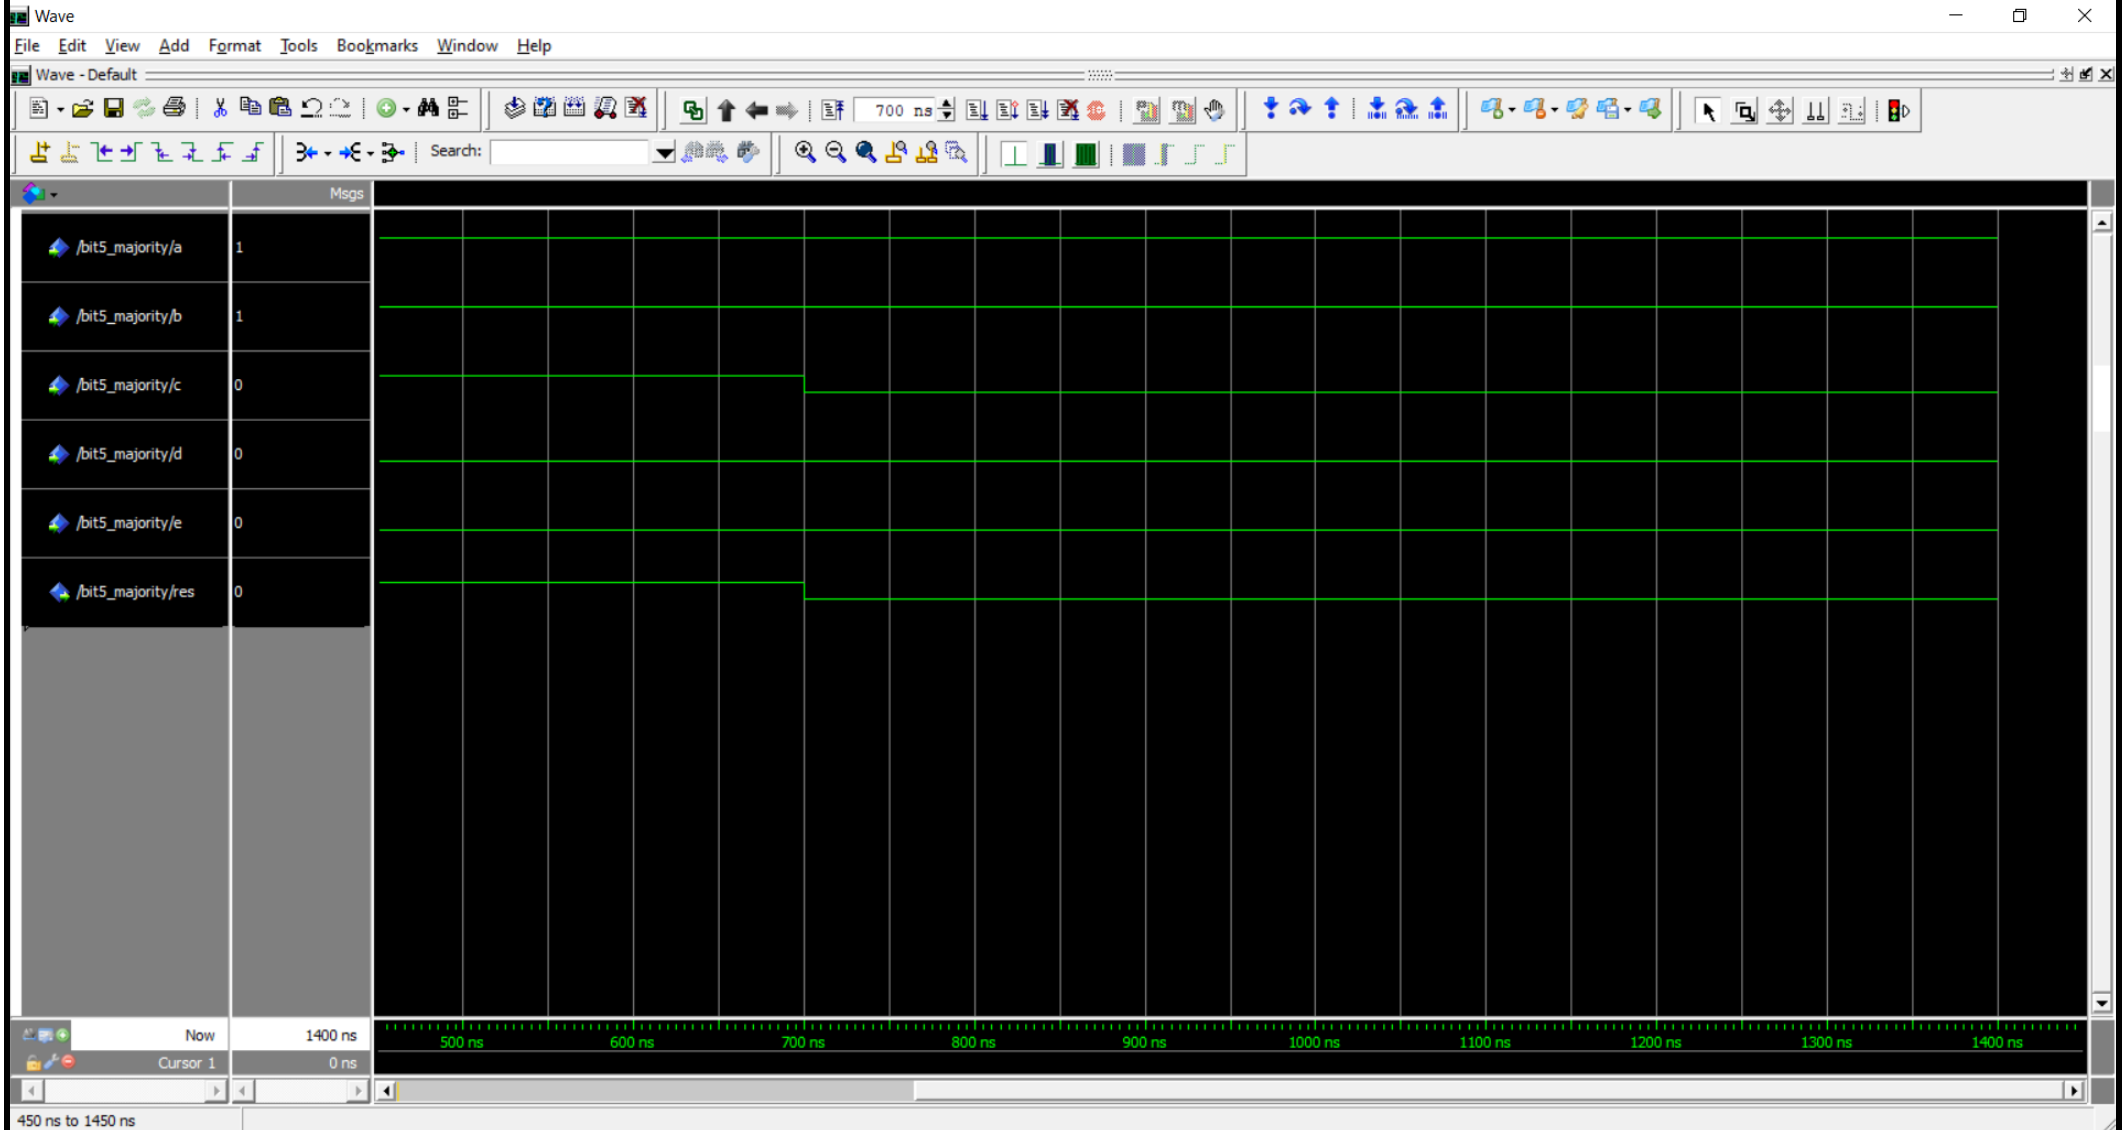 Wave
File Edit View Add Format Tools Bookmarks Window Help
Wave - Default
700 ns
Search:
Msgs
/bit5_majority/a 1
/bit5_majority/b 1
/bit5_majority/c 0
/bit5_majority/d 0
/bit5_majority/e 0
/bit5_majority/res 0
Now 1400 ns
500 ns 600 ns 700 ns 800 ns 900 ns 1000 ns 1100 ns 1200 ns 1300 ns 1400 ns
Cursor 1 0 ns
450 ns to 1450 ns